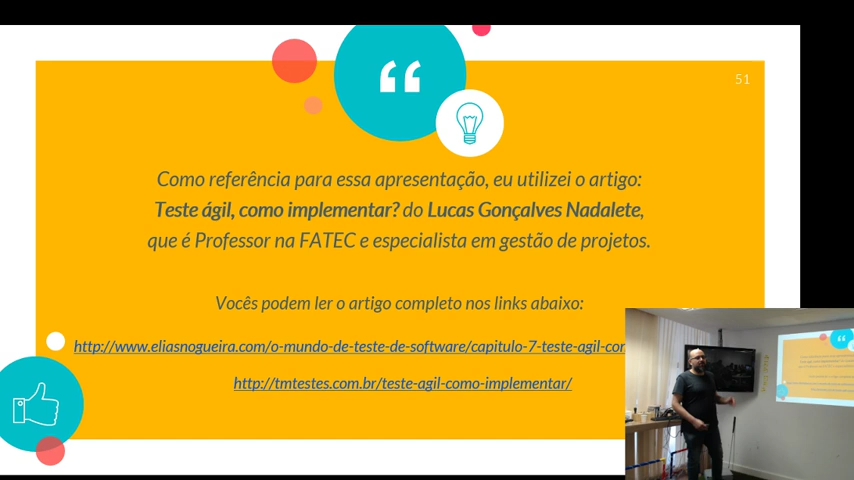 51
Como referência para essa apresentação, eu utilizei o artigo:
Teste ágil, como implementar? do Lucas Gonçalves Nadalete,
que é Professor na FATEC e especialista em gestão de projetos.
Vocês podem ler o artigo completo nos links abaixo:
http://www.eliasnogueira.com/o-mundo-de-teste-de-software/capitulo-7-teste-agil-cor
http://tmtestes.com.br/teste-agil-como-implementar/